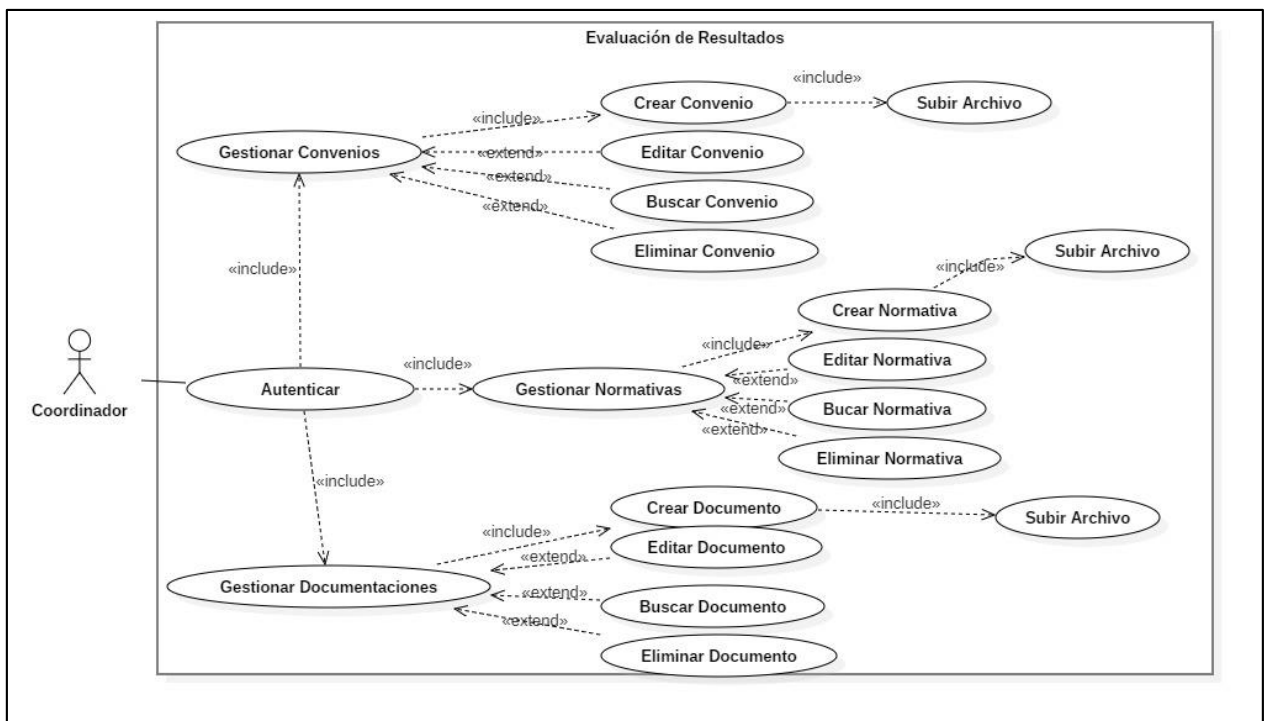 Evaluación de Resultados
«include»
Crear Convenio
Subir Archivo
«include»
Gestionar Convenios
«extend»
Editar Convenio
«extend»
Buscar Convenio
«extend»
Eliminar Convenio
Subir Archivo
«include»
«include»
Crear Normativa
«include»
Editar Normativa
«include»
«extend»
Autenticar
Gestionar Normativas
Coordinador
«extend»
Bucar Normativa
«extend»
Eliminar Normativa
«include»
Crear Documento
«include»
Subir Archivo
«include»
Editar Documento
«extend»
Gestionar Documentaciones
«extend»
Buscar Documento
«extend»
Eliminar Documento